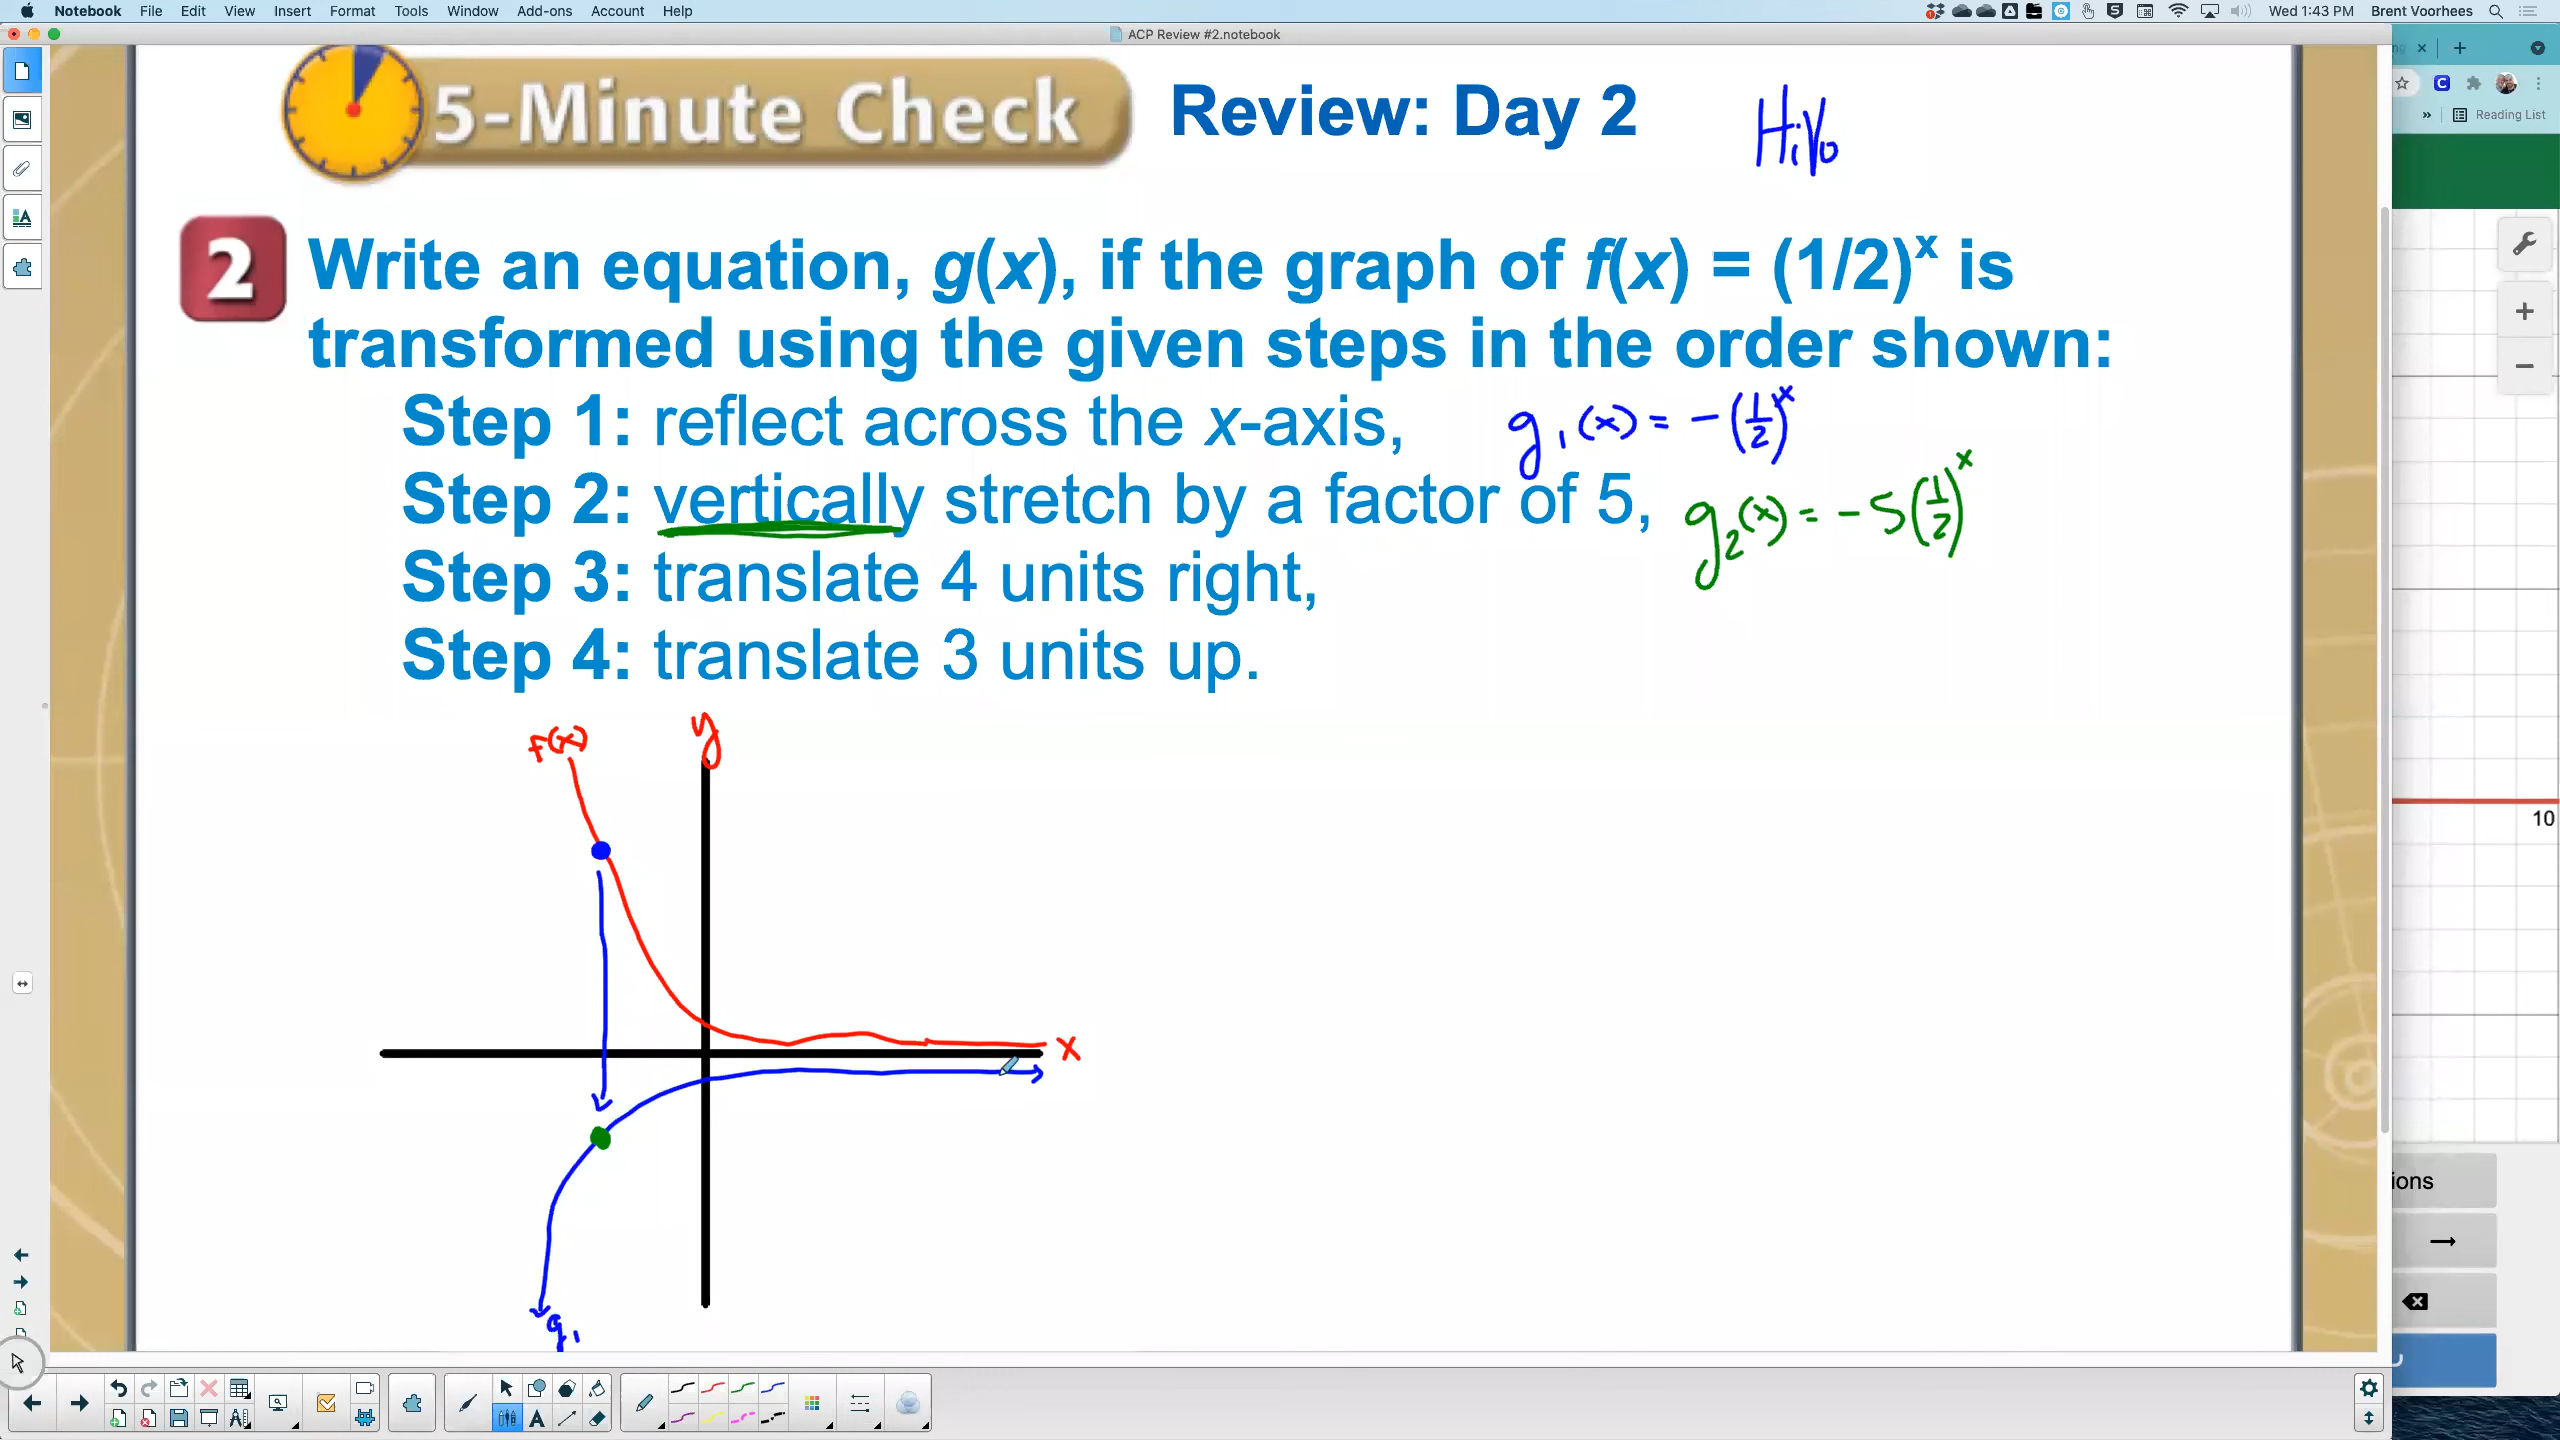 Notebook File Edit View Insert Format Tools Window Add-ons Account Help Wed 1:43 PM Brent Voorhees
ACP Review #2.notebook
Reading List
5-Minute Check Review: Day 2 HiVo
2 Write an equation, g(x), if the graph of f(x) = (1/2)ˣ is
transformed using the given steps in the order shown:
Step 1: reflect across the x-axis, g₁(x) = -(1/2)ˣ
Step 2: vertically stretch by a factor of 5, g₂(x) = -5(1/2)ˣ
Step 3: translate 4 units right,
Step 4: translate 3 units up.
f(x) y
10
x
ions
g₁